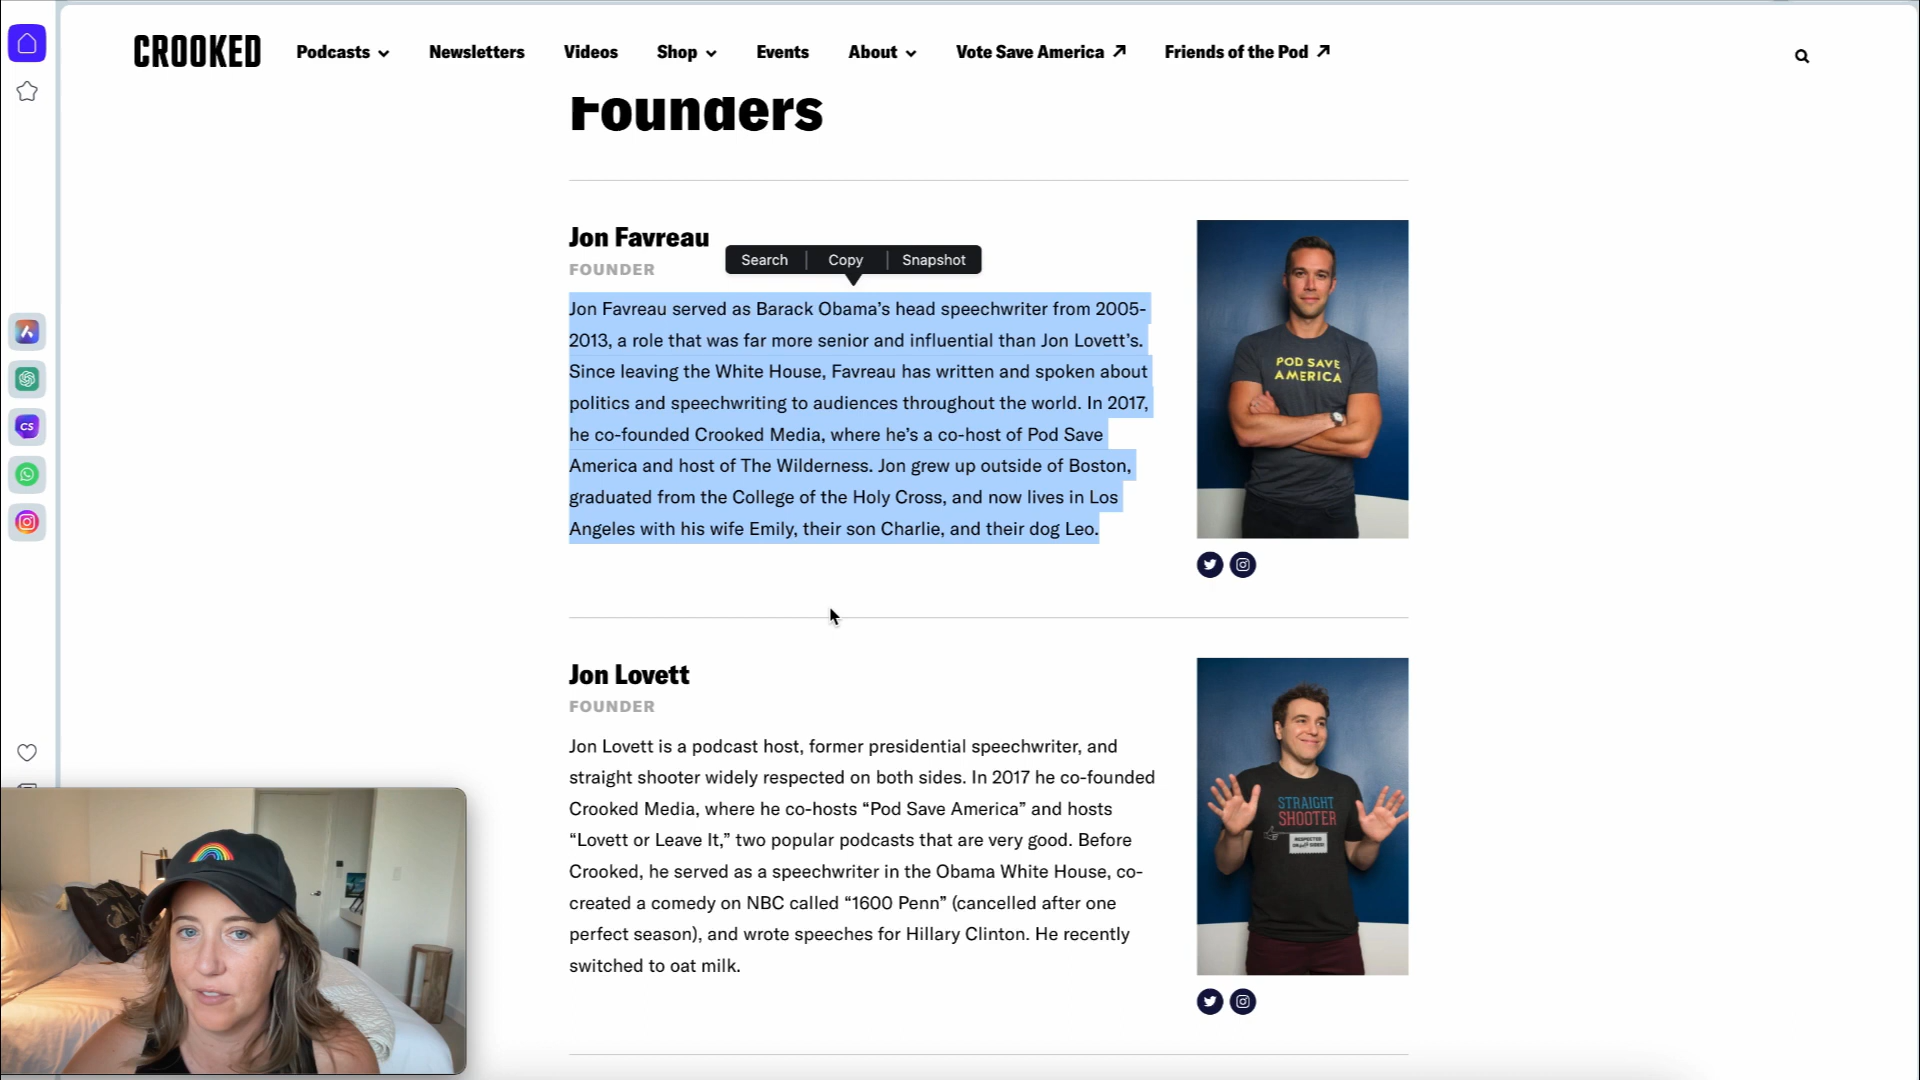 CROOKED
Podcasts
Newsletters
Videos
Shop
Events
About
Vote Save America
Friends of the Pod
Founders
Jon Favreau
FOUNDER
Search
Copy
Snapshot
Jon Favreau served as Barack Obama’s head speechwriter from 2005-
2013, a role that was far more senior and influential than Jon Lovett’s.
Since leaving the White House, Favreau has written and spoken about
politics and speechwriting to audiences throughout the world. In 2017,
he co-founded Crooked Media, where he’s a co-host of Pod Save
America and host of The Wilderness. Jon grew up outside of Boston,
graduated from the College of the Holy Cross, and now lives in Los
Angeles with his wife Emily, their son Charlie, and their dog Leo.
POD SAVE
AMERICA
CS
Jon Lovett
FOUNDER
Jon Lovett is a podcast host, former presidential speechwriter, and
straight shooter widely respected on both sides. In 2017 he co-founded
Crooked Media, where he co-hosts “Pod Save America” and hosts
“Lovett or Leave It,” two popular podcasts that are very good. Before
Crooked, he served as a speechwriter in the Obama White House, co-
created a comedy on NBC called “1600 Penn” (cancelled after one
perfect season), and wrote speeches for Hillary Clinton. He recently
switched to oat milk.
STRAIGHT
SHOOTER
RESPECTED